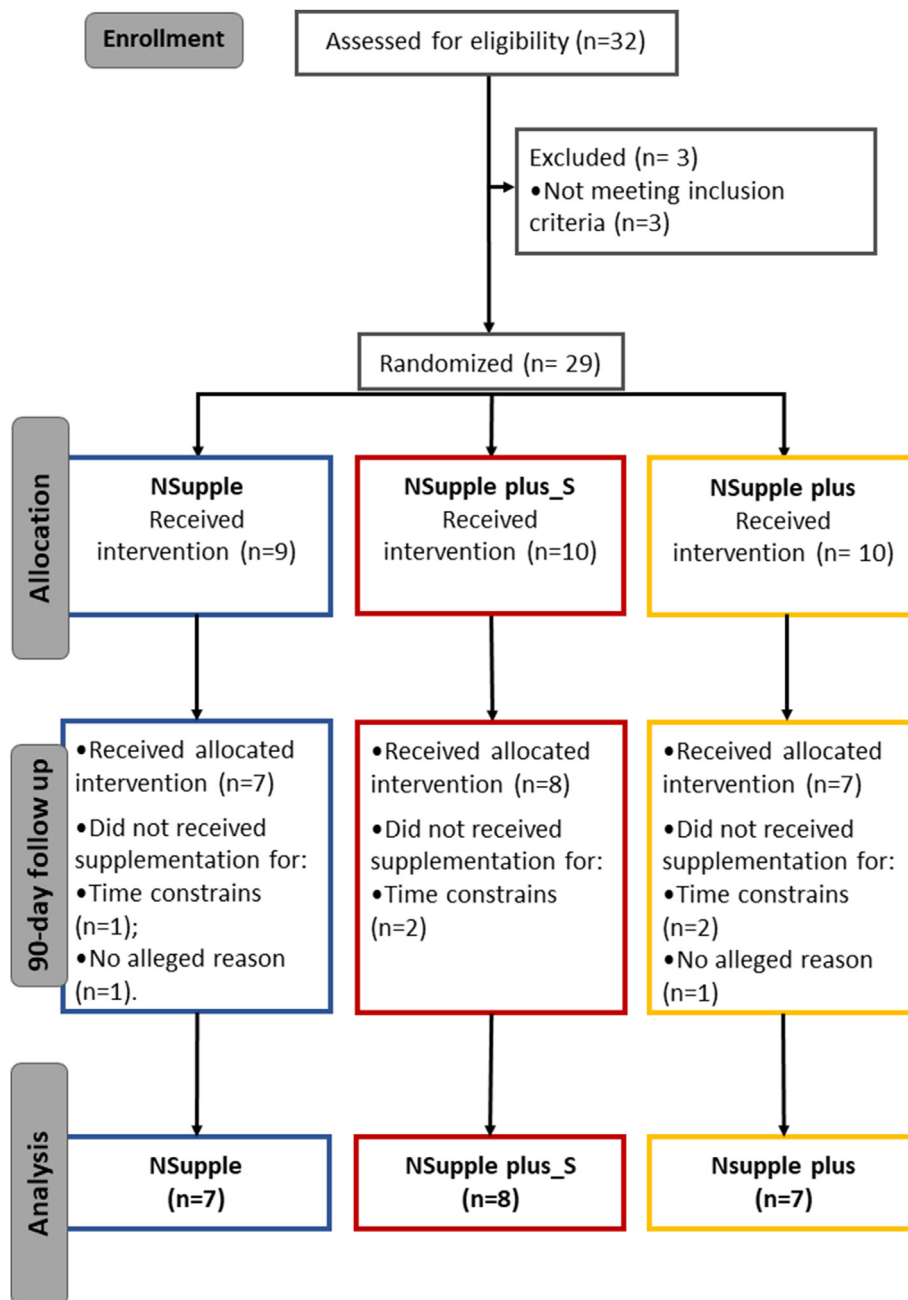 Enrollment
Assessed for eligibility (n=32)
Excluded (n= 3)
•Not meeting inclusion
criteria (n=3)
Randomized (n= 29)
Allocation
NSupple
Received
intervention (n=9)
NSupple plus_S
Received
intervention (n=10)
NSupple plus
Received
intervention (n= 10)
90-day follow up
•Received allocated
intervention (n=7)
•Did not received
supplementation for:
•Time constrains
(n=1);
•No alleged reason
(n=1).
•Received allocated
intervention (n=8)
•Did not received
supplementation for:
•Time constrains
(n=2)
•Received allocated
intervention (n=7)
•Did not received
supplementation for:
•Time constrains
(n=2)
•No alleged reason
(n=1)
Analysis
NSupple
(n=7)
NSupple plus_S
(n=8)
Nsupple plus
(n=7)